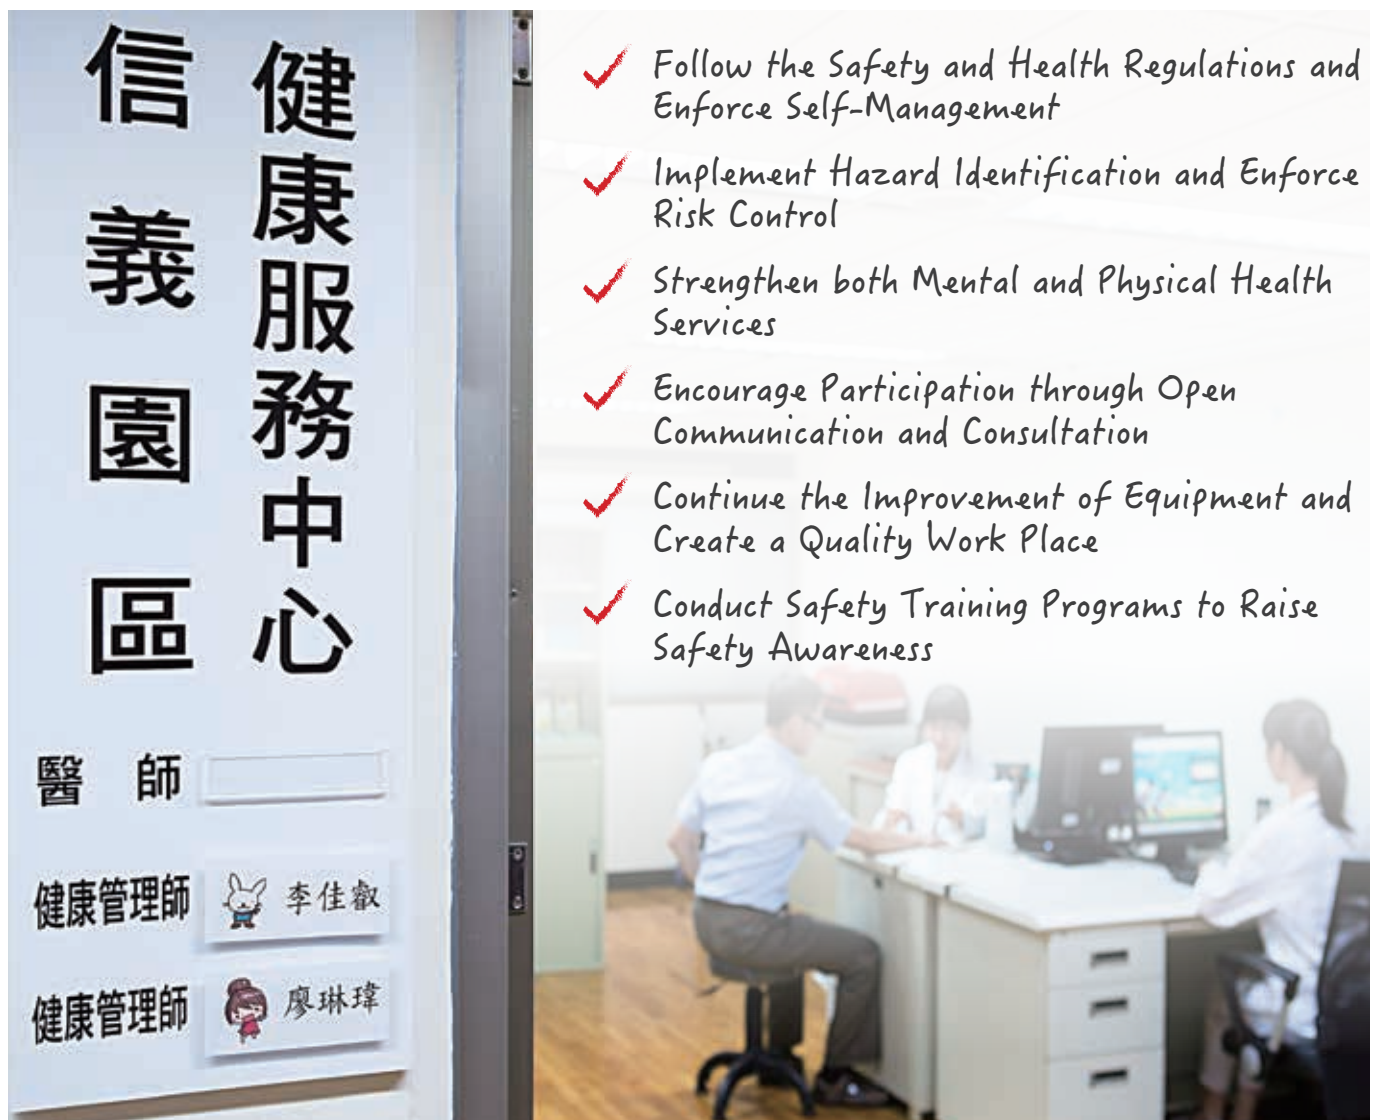 健康服務中心
信義園區
醫師
健康管理師 李佳叡
健康管理師 廖琳瑋
Follow the Safety and Health Regulations and
Enforce Self-Management
Implement Hazard Identification and Enforce
Risk Control
Strengthen both Mental and Physical Health
Services
Encourage Participation through Open
Communication and Consultation
Continue the Improvement of Equipment and
Create a Quality Work Place
Conduct Safety Training Programs to Raise
Safety Awareness